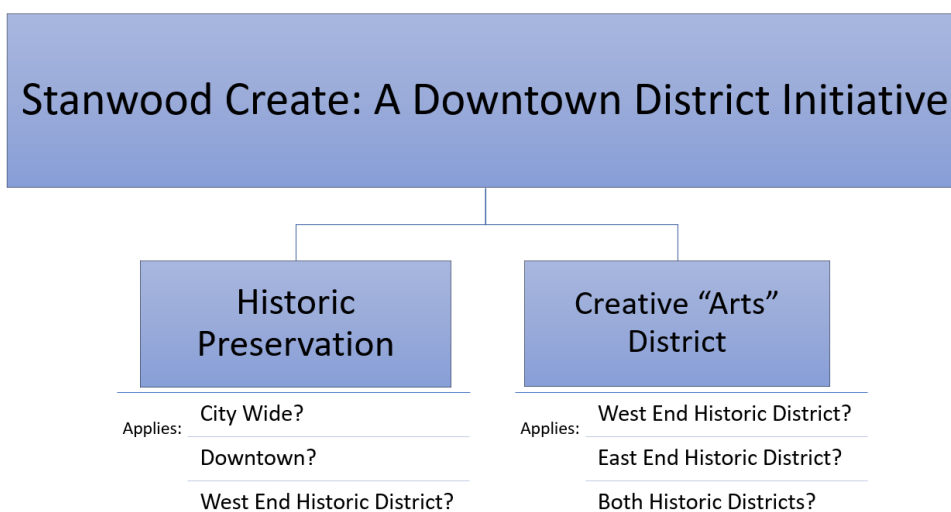 Stanwood Create: A Downtown District Initiative
Historic
Preservation
Applies:
City Wide?
Downtown?
West End Historic District?
Creative “Arts”
District
Applies:
West End Historic District?
East End Historic District?
Both Historic Districts?